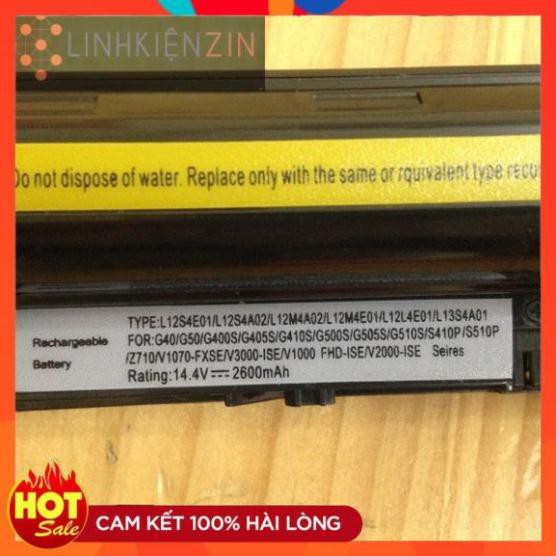 LINHKIỆNZIN
Do not dispose of water. Replace only with the same or rquivalent type
Rechargeable
Battery
TYPE:L12S4E01/L12S4A02/L12M4A02/L12M4E01/L12L4E01/L13S4A01
FOR:G40/G50/G400S/G405S/G410S/G500S/G505S/G510S/S410P/S510P
/Z710/V1070-FXSE/V3000-ISE/V1000 FHD-ISE/V2000-ISE Seires
Rating:14.4V⎓2600mAh
HOT
Sale
CAM KẾT 100% HÀI LÒNG